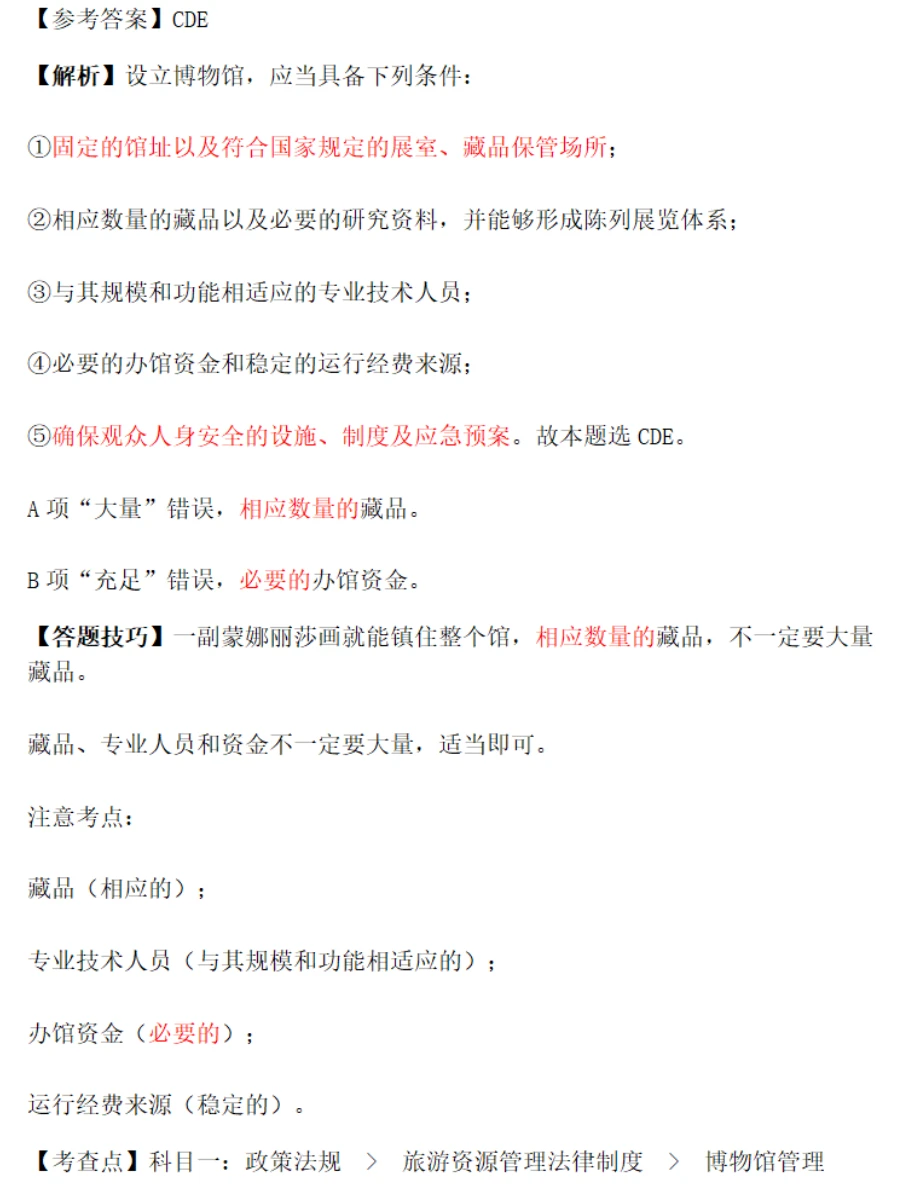 【参考答案】CDE
【解析】设立博物馆，应当具备下列条件：
①固定的馆址以及符合国家规定的展室、藏品保管场所；
②相应数量的藏品以及必要的研究资料，并能够形成陈列展览体系；
③与其规模和功能相适应的专业技术人员；
④必要的办馆资金和稳定的运行经费来源；
⑤确保观众人身安全的设施、制度及应急预案。故本题选 CDE。
A 项“大量”错误，相应数量的藏品。
B 项“充足”错误，必要的办馆资金。
【答题技巧】一副蒙娜丽莎画就能镇住整个馆，相应数量的藏品，不一定要大量
藏品。
藏品、专业人员和资金不一定要大量，适当即可。
注意考点：
藏品（相应的）；
专业技术人员（与其规模和功能相适应的）；
办馆资金（必要的）；
运行经费来源（稳定的）。
【考查点】科目一：政策法规 > 旅游资源管理法律制度 > 博物馆管理